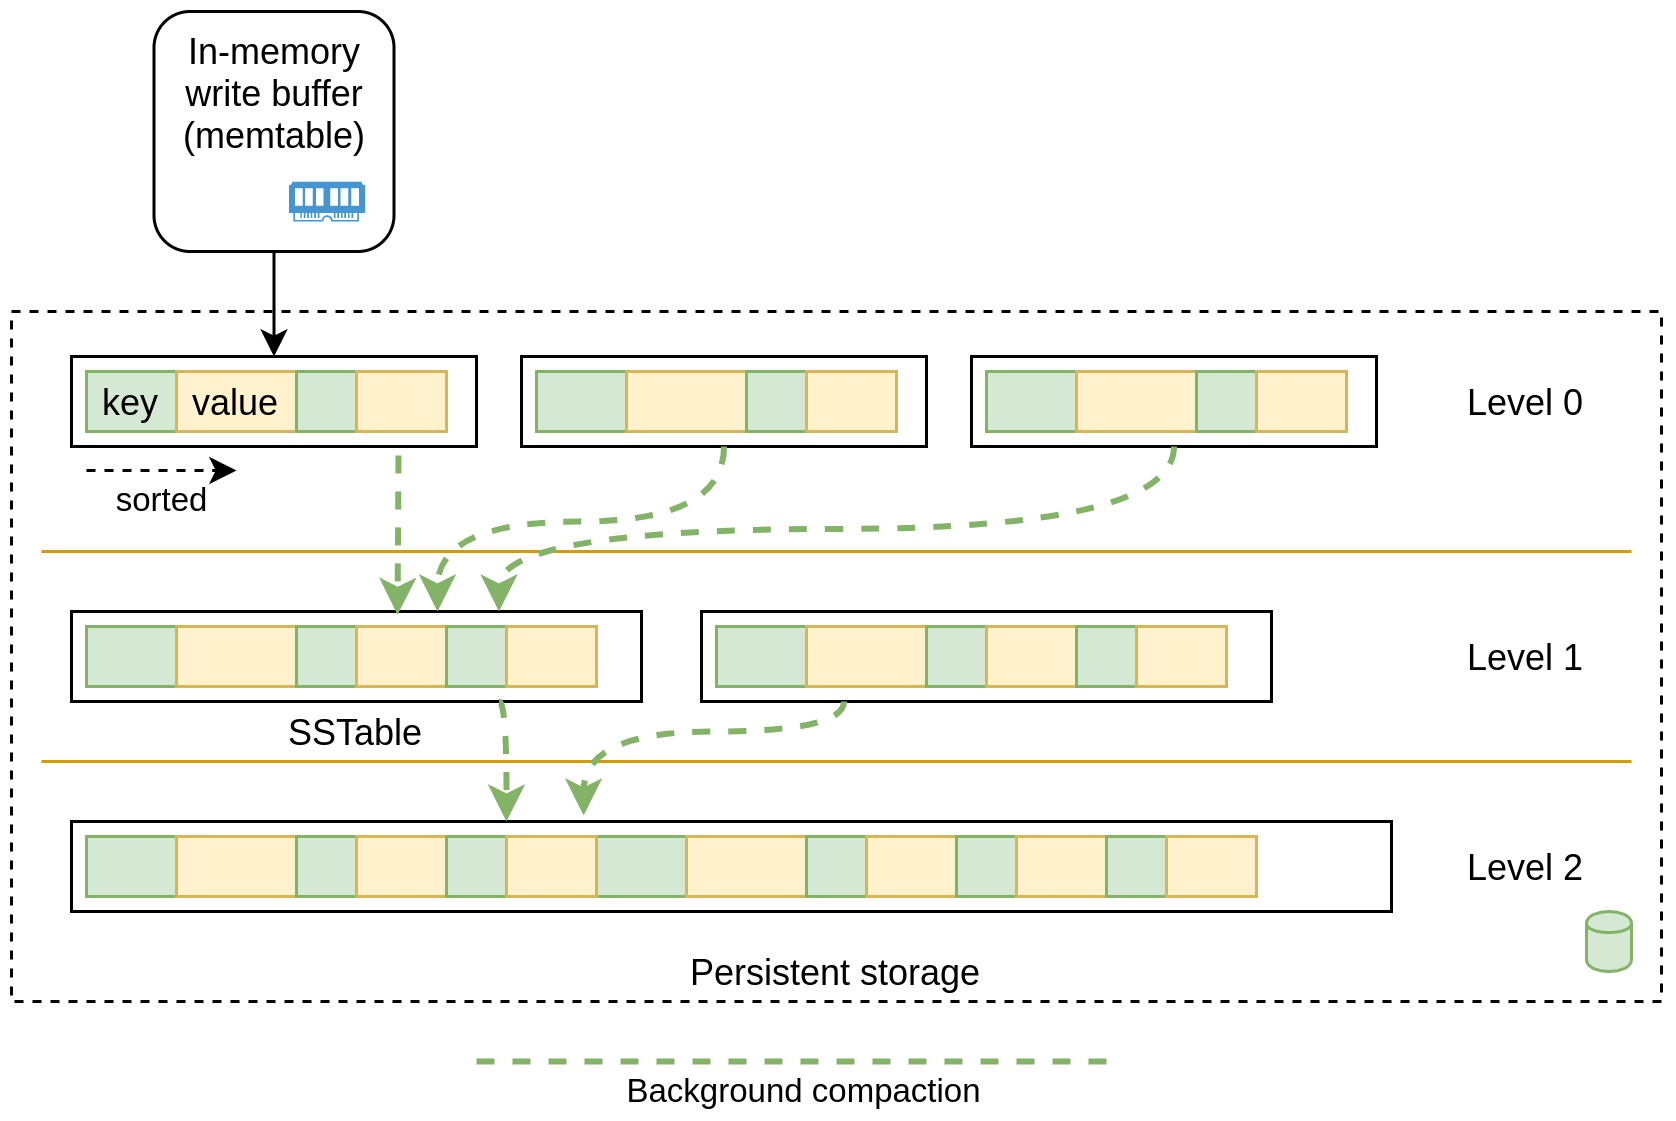 In-memory
write buffer
(memtable)
key
value
Level 0
sorted
Level 1
SSTable
Level 2
Persistent storage
Background compaction